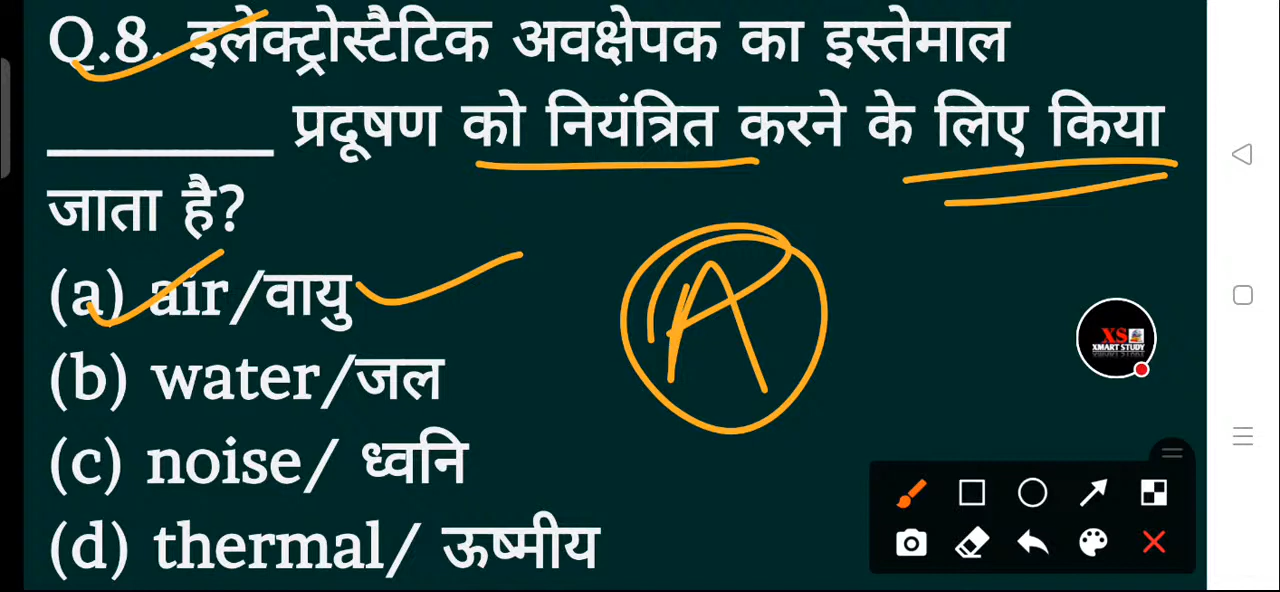 Q.8. इलेक्ट्रोस्टैटिक अवक्षेपक का इस्तेमाल
________ प्रदूषण को नियंत्रित करने के लिए किया
जाता है?
(a) air/वायु
A
(b) water/जल
(c) noise/ ध्वनि
(d) thermal/ ऊष्मीय
XS
XMART STUDY